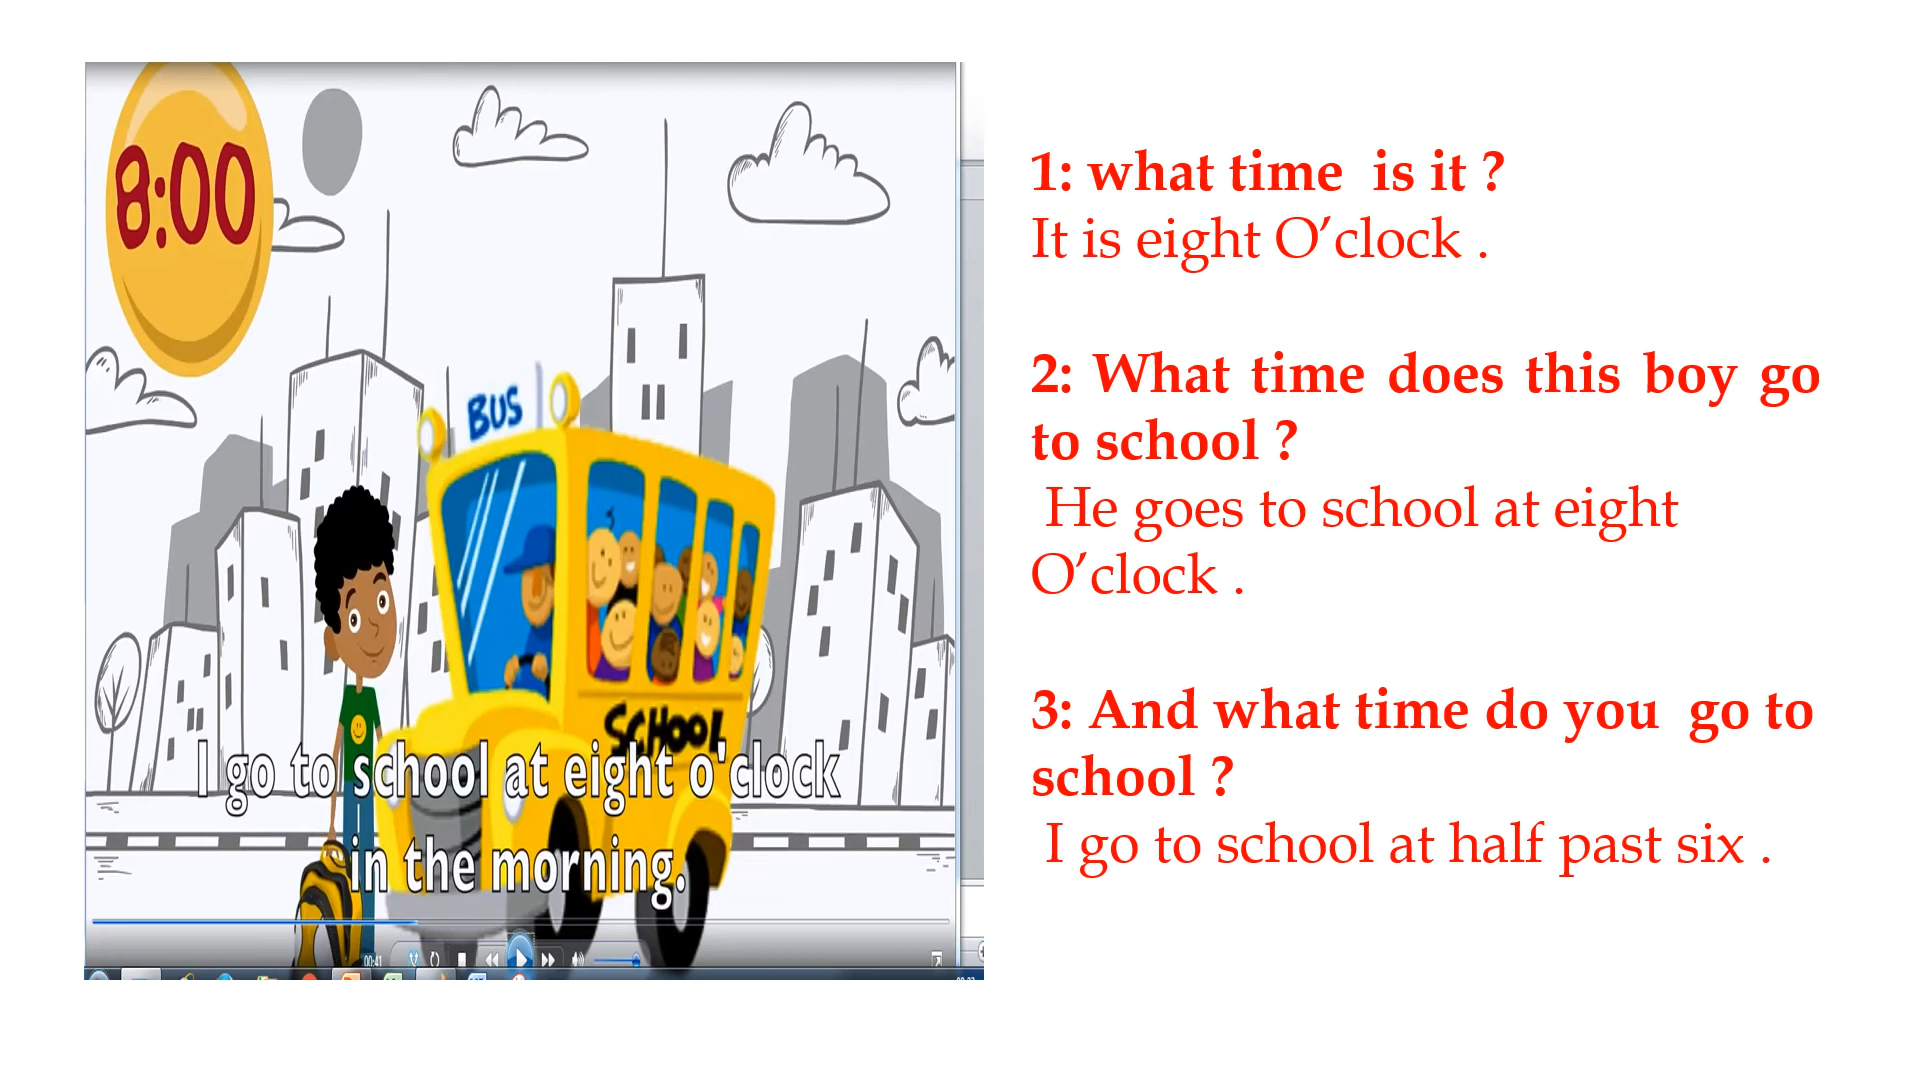 8:00
BUS
SCHOOL
I go to school at eight o'clock
in the morning.
00:41
1: what time is it ?
It is eight O’clock .
2: What time does this boy go
to school ?
He goes to school at eight
O’clock .
3: And what time do you go to
school ?
I go to school at half past six .